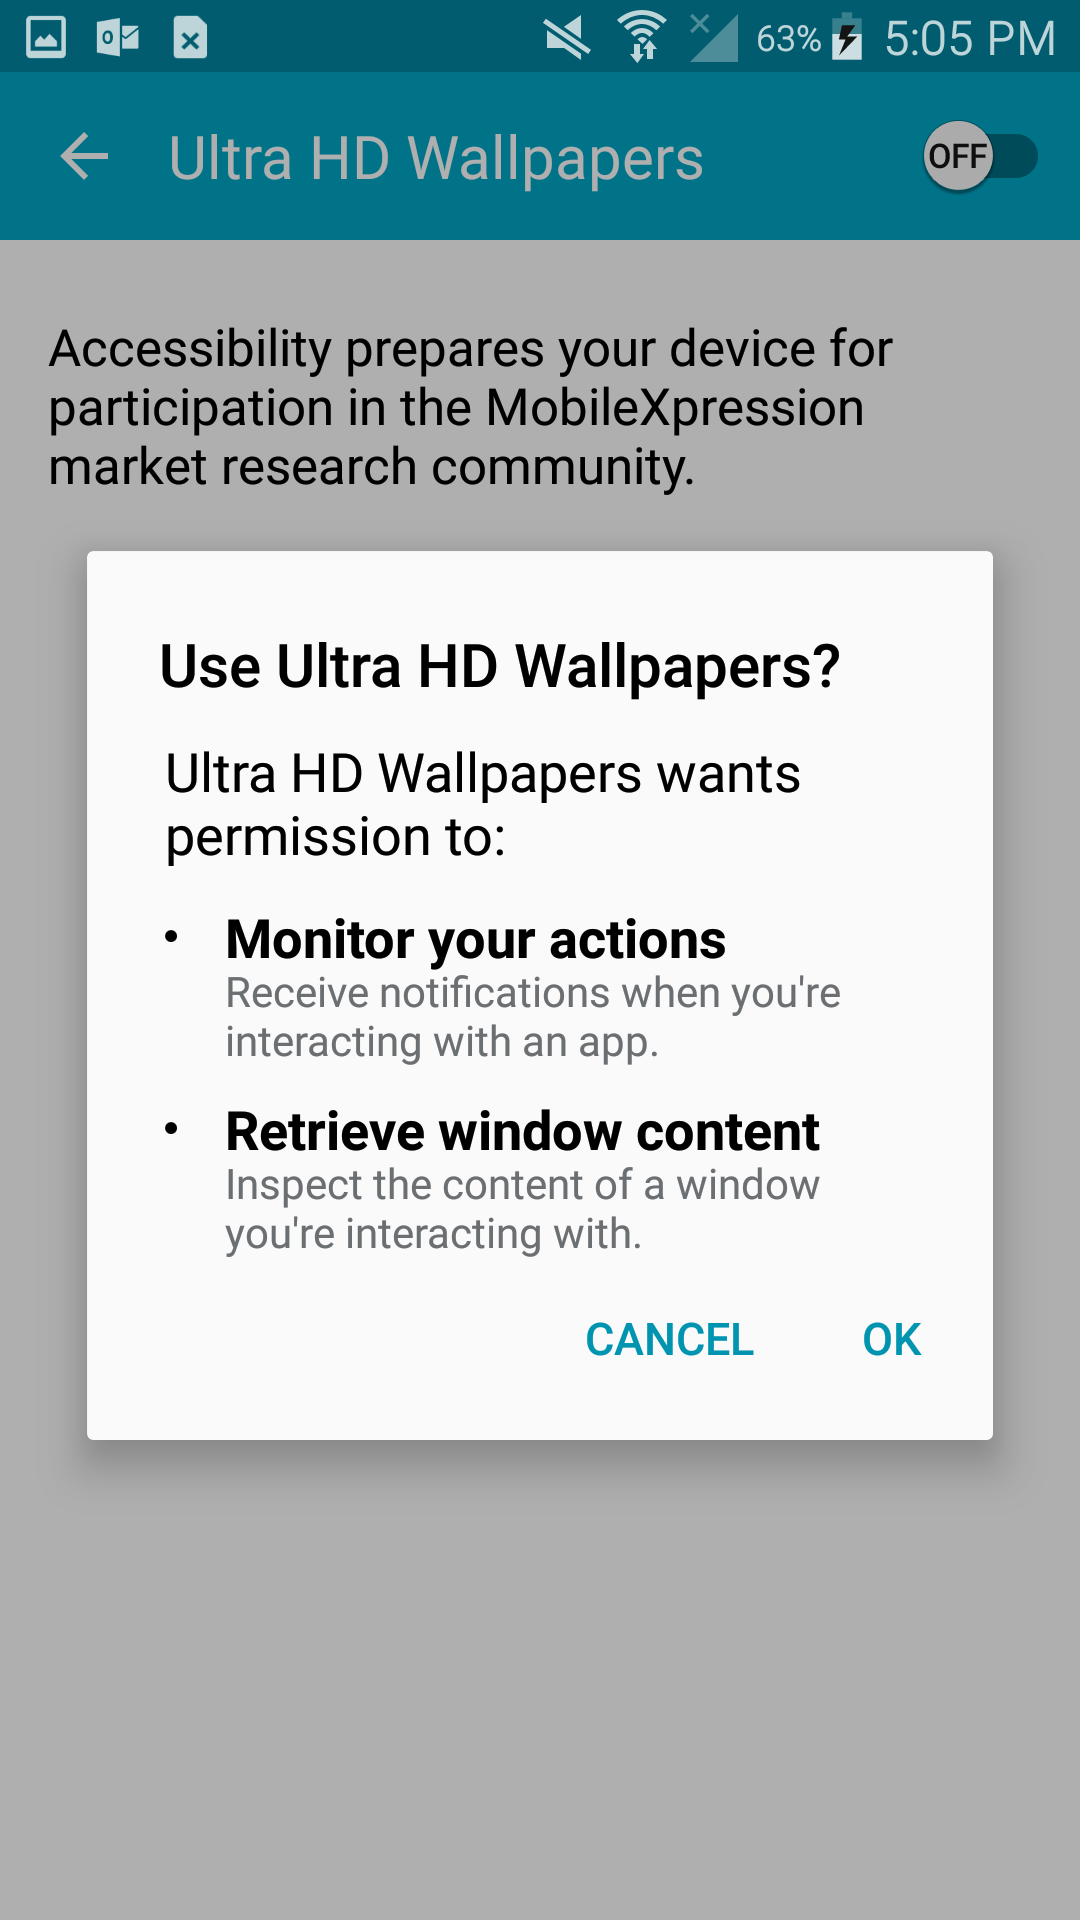 63% 5:05 PM
Ultra HD Wallpapers
OFF
Accessibility prepares your device for
participation in the MobileXpression
market research community.
Use Ultra HD Wallpapers?
Ultra HD Wallpapers wants
permission to:
• Monitor your actions
Receive notifications when you're
interacting with an app.
• Retrieve window content
Inspect the content of a window
you're interacting with.
CANCEL OK